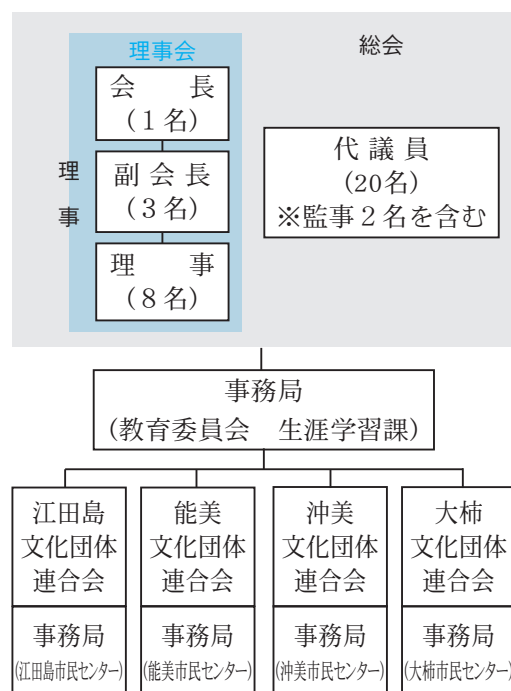 理事会
総会
会　　長
(１名)
理
事
副 会 長
(３名)
理　　事
(８名)
代 議 員
(20名)
※監事２名を含む
事務局
(教育委員会　生涯学習課)
江田島
文化団体
連合会
事務局
(江田島市民センター)
能美
文化団体
連合会
事務局
(能美市民センター)
沖美
文化団体
連合会
事務局
(沖美市民センター)
大柿
文化団体
連合会
事務局
(大柿市民センター)